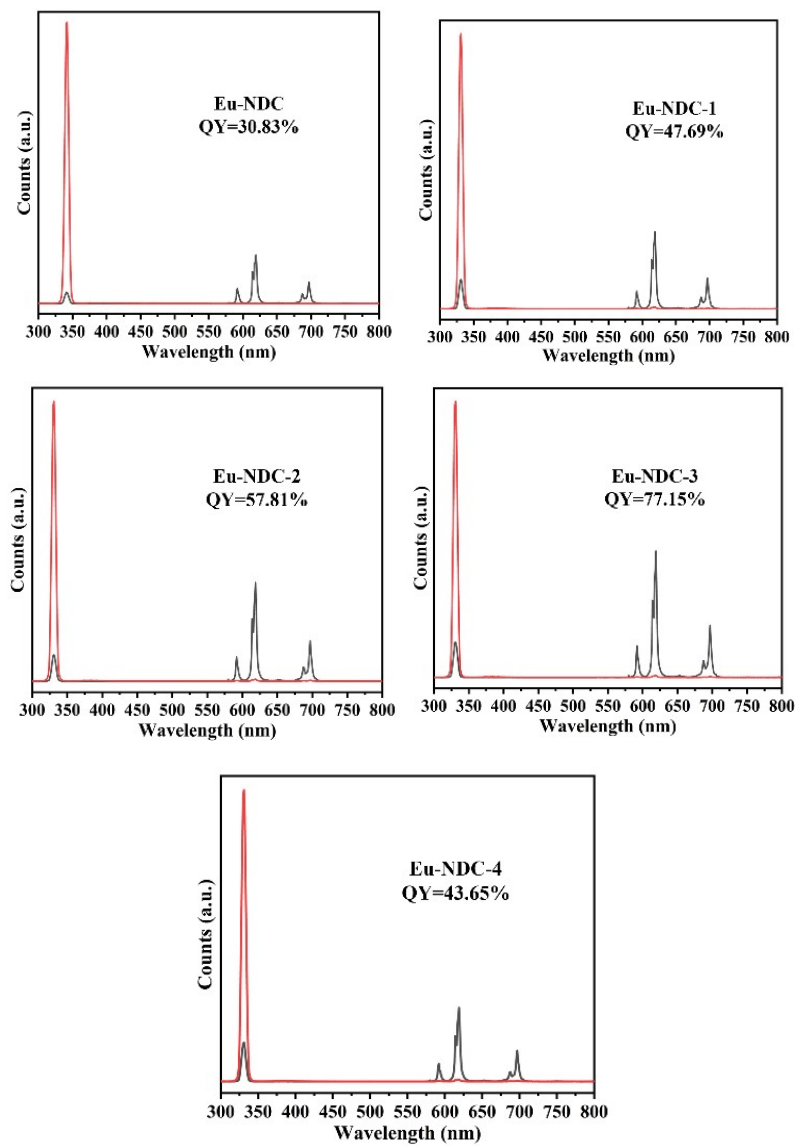 Counts (a.u.)
Eu-NDC
QY=30.83%
300 350 400 450 500 550 600 650 700 750 800
Wavelength (nm)
Counts (a.u.)
Eu-NDC-1
QY=47.69%
300 350 400 450 500 550 600 650 700 750 800
Wavelength (nm)
Counts (a.u.)
Eu-NDC-2
QY=57.81%
300 350 400 450 500 550 600 650 700 750 800
Wavelength (nm)
Counts (a.u.)
Eu-NDC-3
QY=77.15%
300 350 400 450 500 550 600 650 700 750 800
Wavelength (nm)
Counts (a.u.)
Eu-NDC-4
QY=43.65%
300 350 400 450 500 550 600 650 700 750 800
Wavelength (nm)